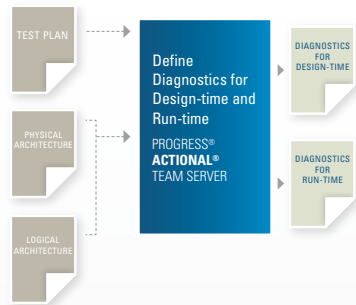 TEST PLAN
PHYSICAL
ARCHITECTURE
LOGICAL
ARCHITECTURE
Define
Diagnostics for
Design-time and
Run-time
PROGRESS®
ACTIONAL®
TEAM SERVER
DIAGNOSTICS
FOR
DESIGN-TIME
DIAGNOSTICS
FOR
RUN-TIME